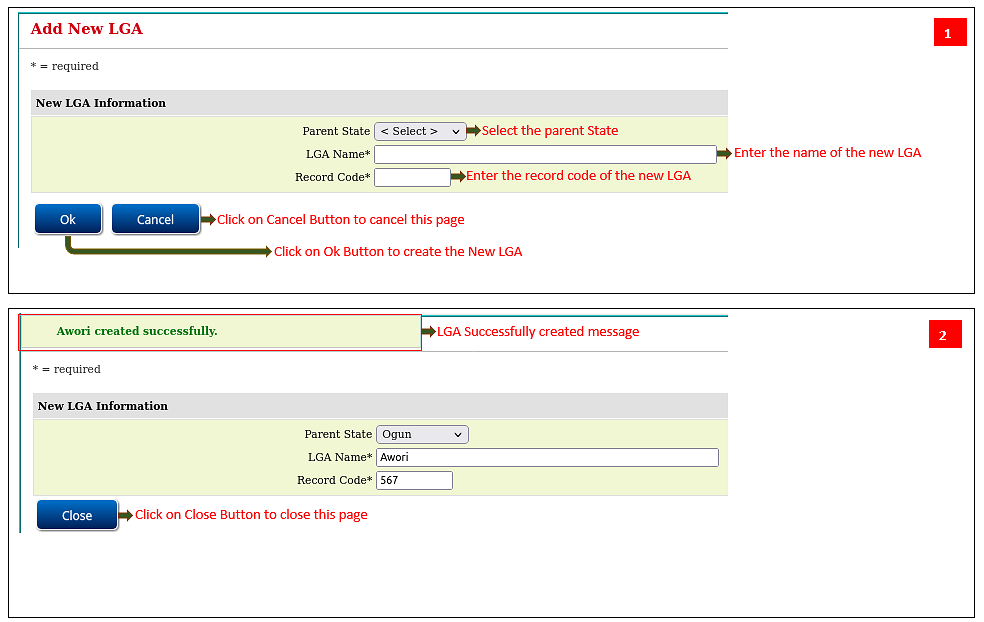 Add New LGA
1
* = required
New LGA Information
Parent State < Select > Select the parent State
LGA Name* Enter the name of the new LGA
Record Code* Enter the record code of the new LGA
Ok Cancel Click on Cancel Button to cancel this page
Click on Ok Button to create the New LGA
Awori created successfully. LGA Successfully created message
2
* = required
New LGA Information
Parent State Ogun
LGA Name* Awori
Record Code* 567
Close Click on Close Button to close this page